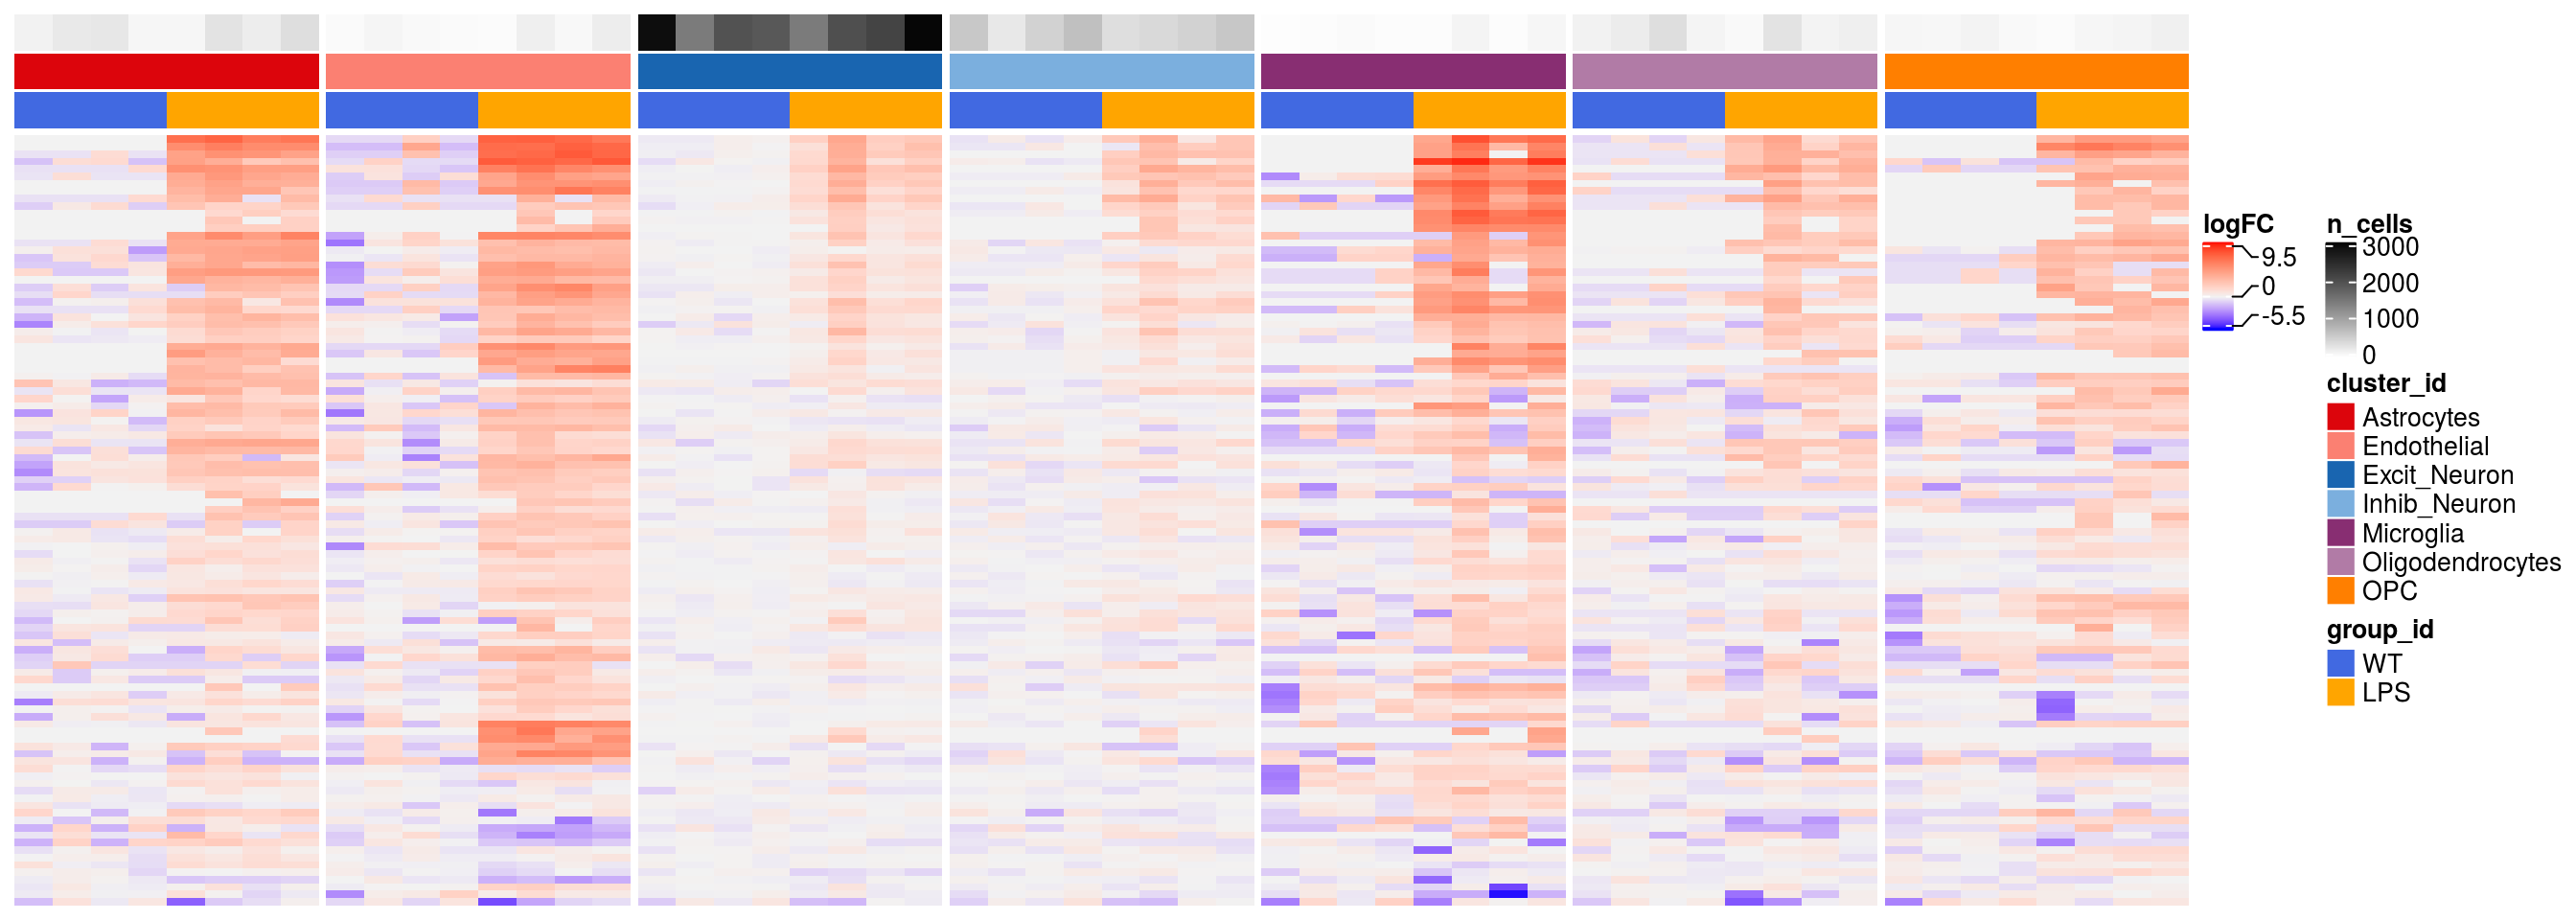 logFC
9.5
0
-5.5
n_cells
3000
2000
1000
0
cluster_id
Astrocytes
Endothelial
Excit_Neuron
Inhib_Neuron
Microglia
Oligodendrocytes
OPC
group_id
WT
LPS